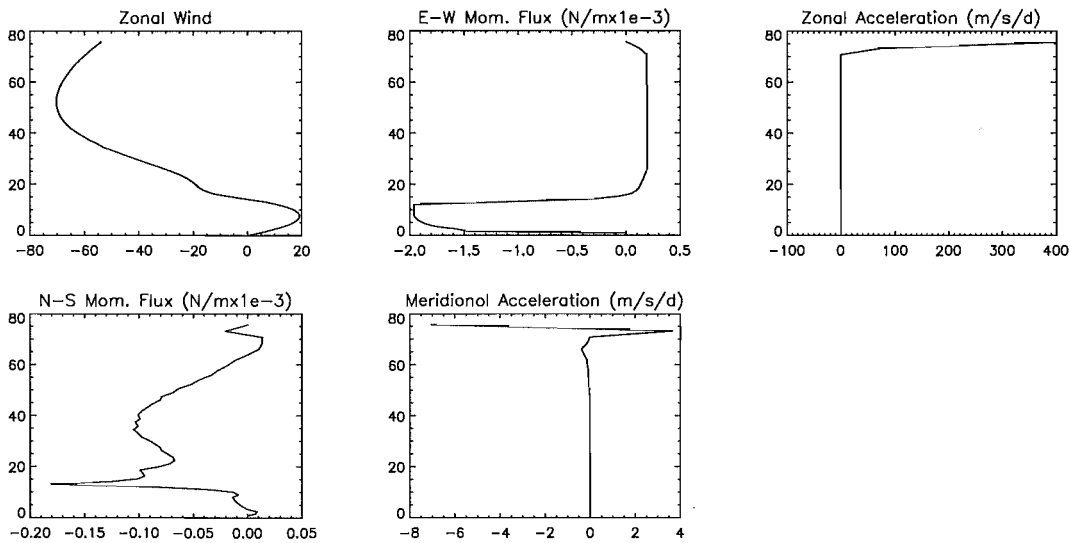 Zonal Wind
80
60
40
20
0
-80 -60 -40 -20 0 20
E-W Mom. Flux (N/mx1e-3)
80
60
40
20
0
-2.0 -1.5 -1.0 -0.5 0.0 0.5
Zonal Acceleration (m/s/d)
80
60
40
20
0
-100 0 100 200 300 400
N-S Mom. Flux (N/mx1e-3)
80
60
40
20
0
-0.20 -0.15 -0.10 -0.05 0.00 0.05
Meridionol Acceleration (m/s/d)
80
60
40
20
0
-8 -6 -4 -2 0 2 4